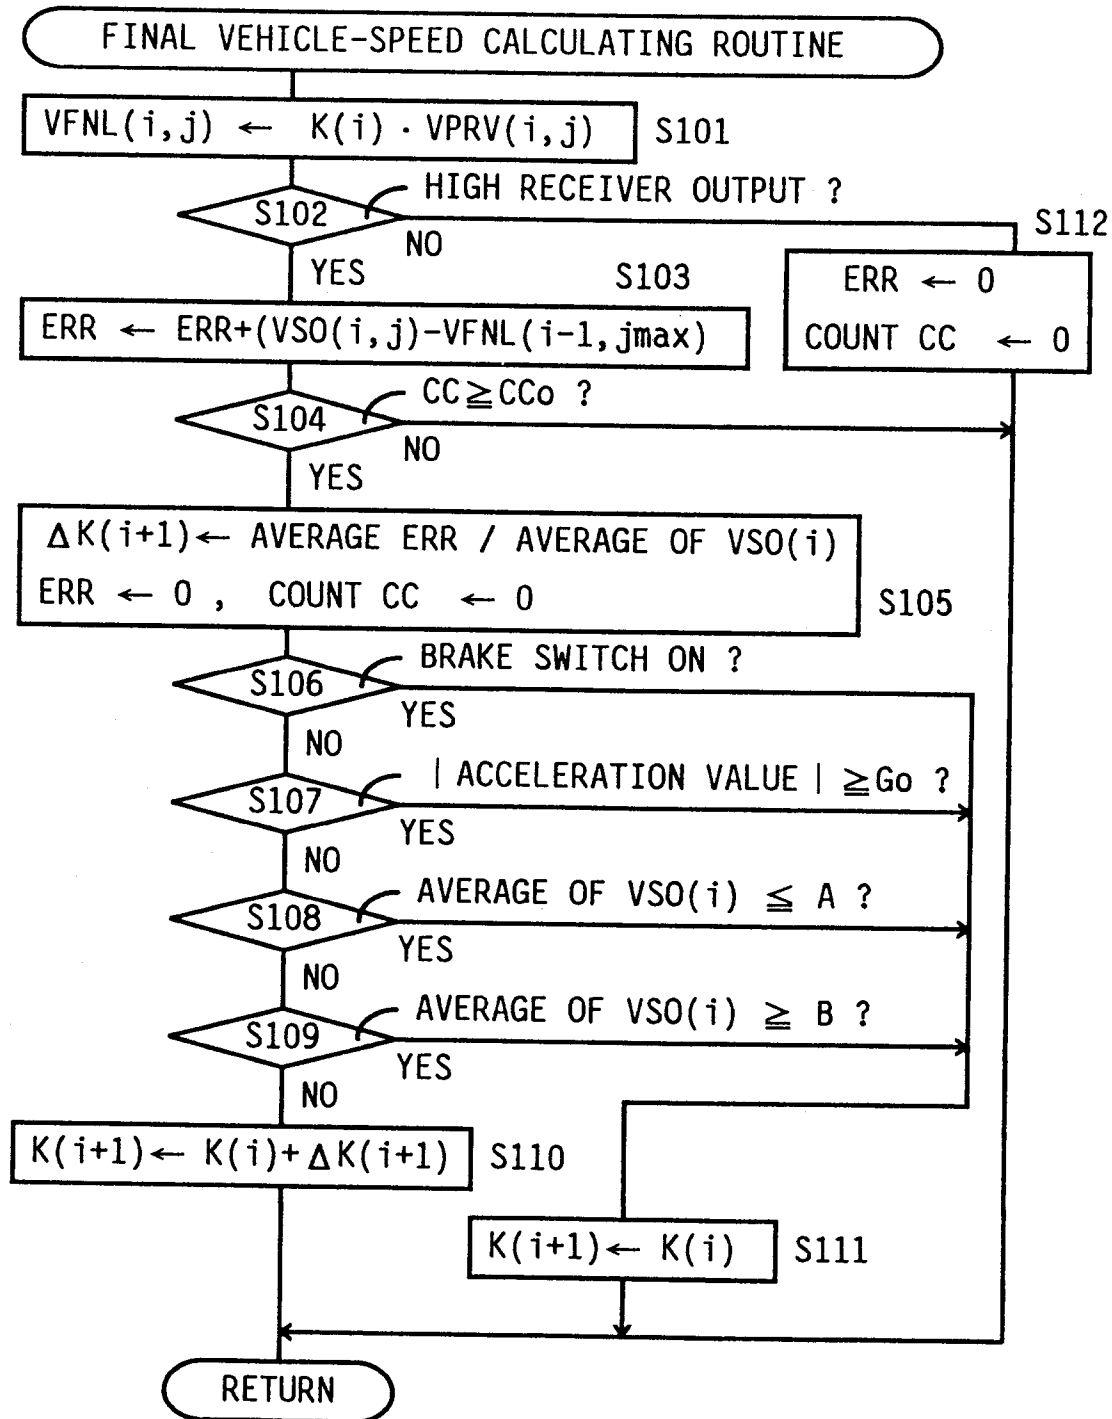 FINAL VEHICLE-SPEED CALCULATING ROUTINE
VFNL(i,j) ← K(i)·VPRV(i,j)
S101
HIGH RECEIVER OUTPUT ?
S102
NO
S112
YES
S103
ERR ← 0
COUNT CC ← 0
ERR ← ERR+(VSO(i,j)-VFNL(i-1,jmax)
CC≧CCo ?
S104
NO
YES
ΔK(i+1)← AVERAGE ERR / AVERAGE OF VSO(i)
ERR ← 0 , COUNT CC ← 0
S105
BRAKE SWITCH ON ?
S106
YES
NO
| ACCELERATION VALUE | ≧Go ?
S107
YES
NO
AVERAGE OF VSO(i) ≦ A ?
S108
YES
NO
AVERAGE OF VSO(i) ≧ B ?
S109
YES
NO
K(i+1)← K(i)+ΔK(i+1)
S110
K(i+1)← K(i)
S111
RETURN